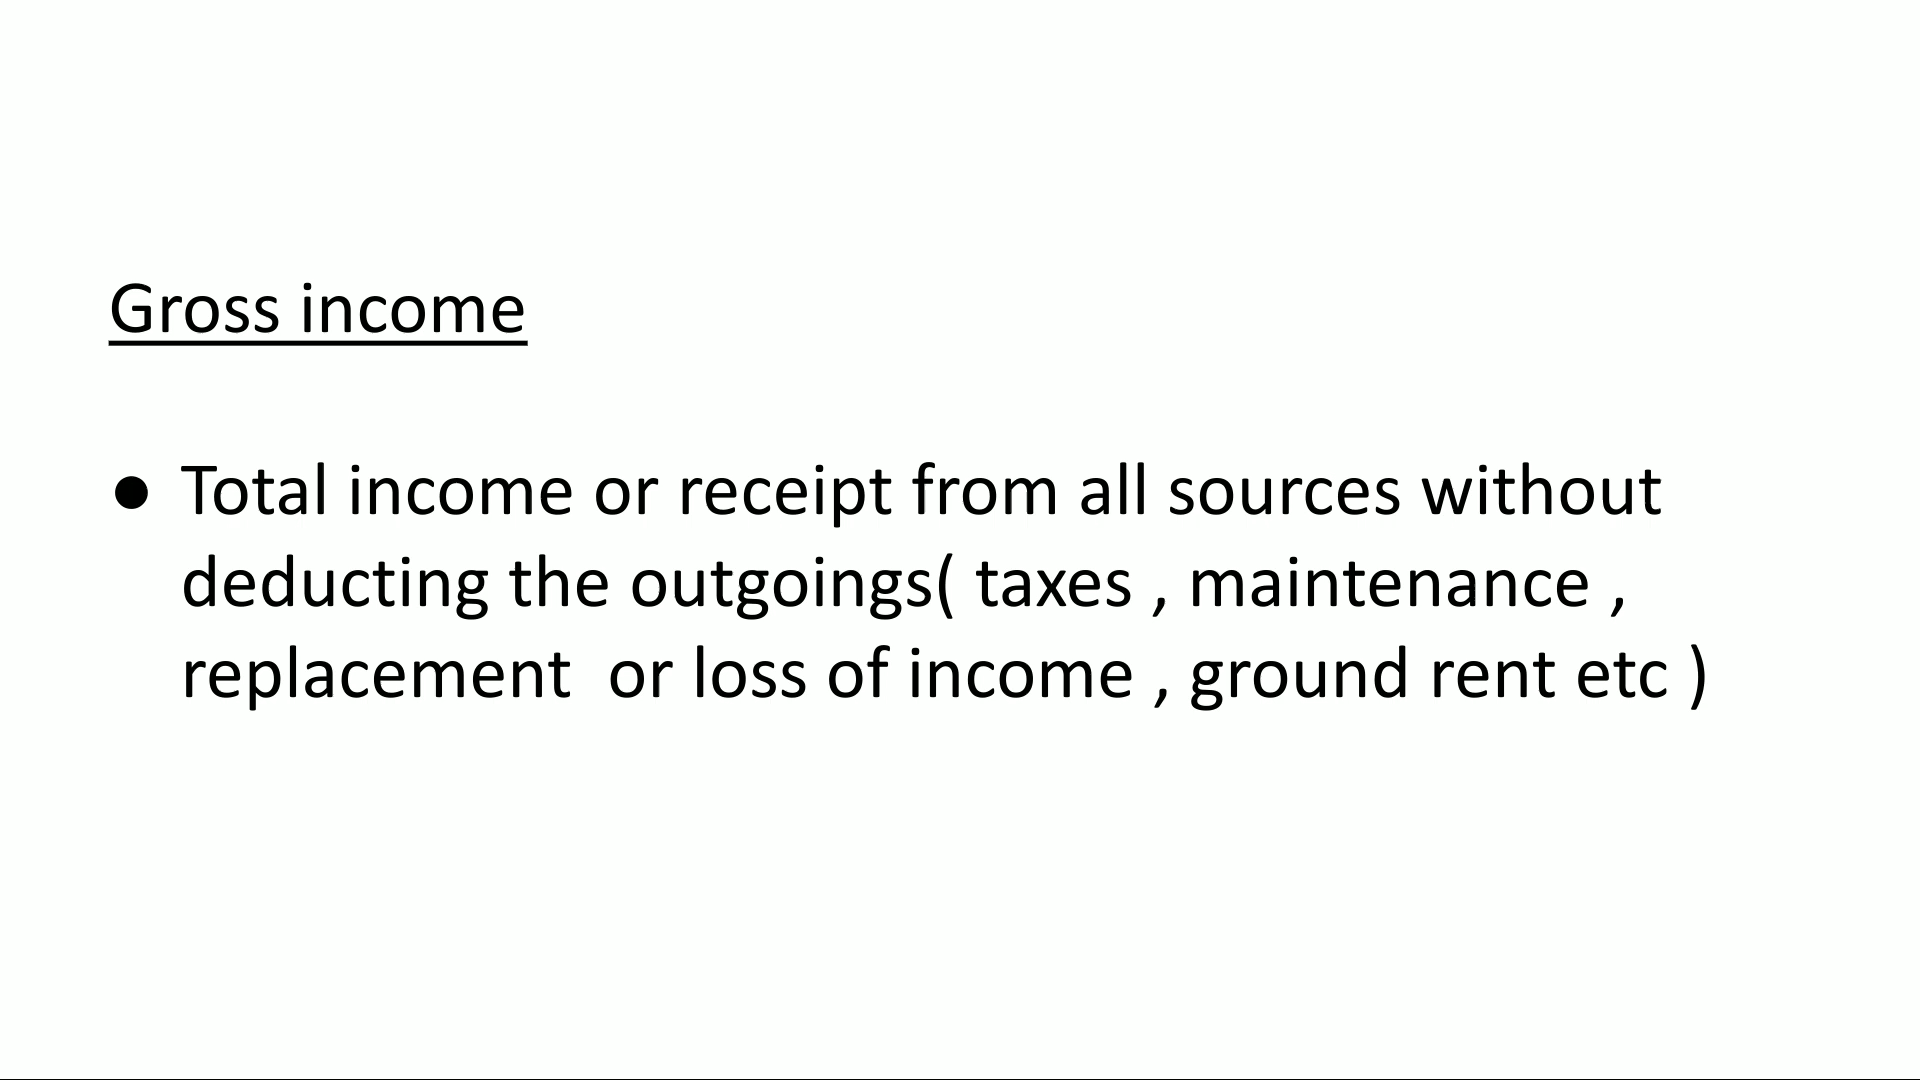 Gross income
● Total income or receipt from all sources without
deducting the outgoings( taxes , maintenance ,
replacement  or loss of income , ground rent etc )